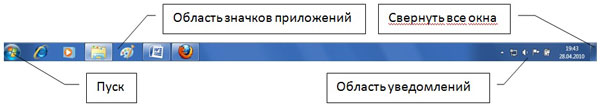 Область значков приложений
Свернуть все окна
19:43
28.04.2010
Пуск
Область уведомлений